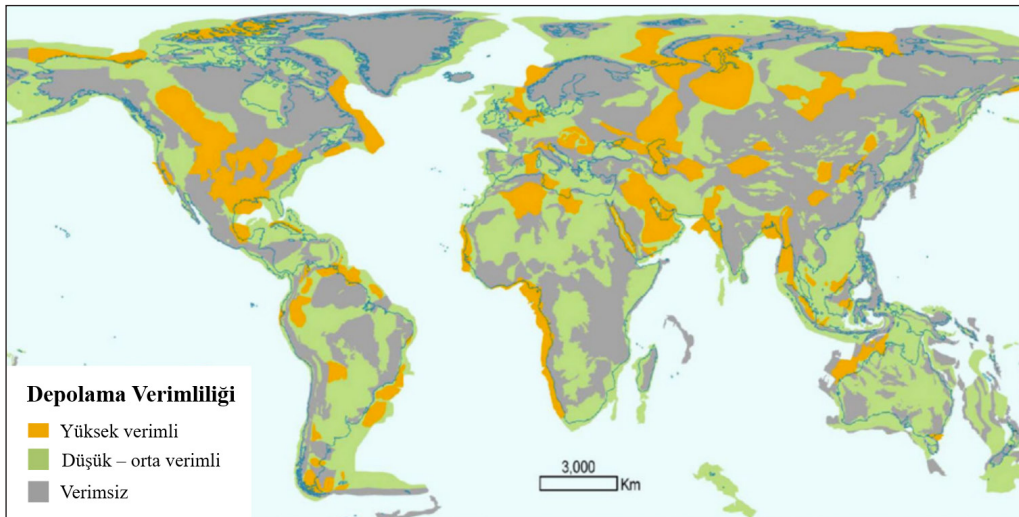 Depolama Verimliliği
Yüksek verimli
Düşük – orta verimli
Verimsiz
3,000
Km